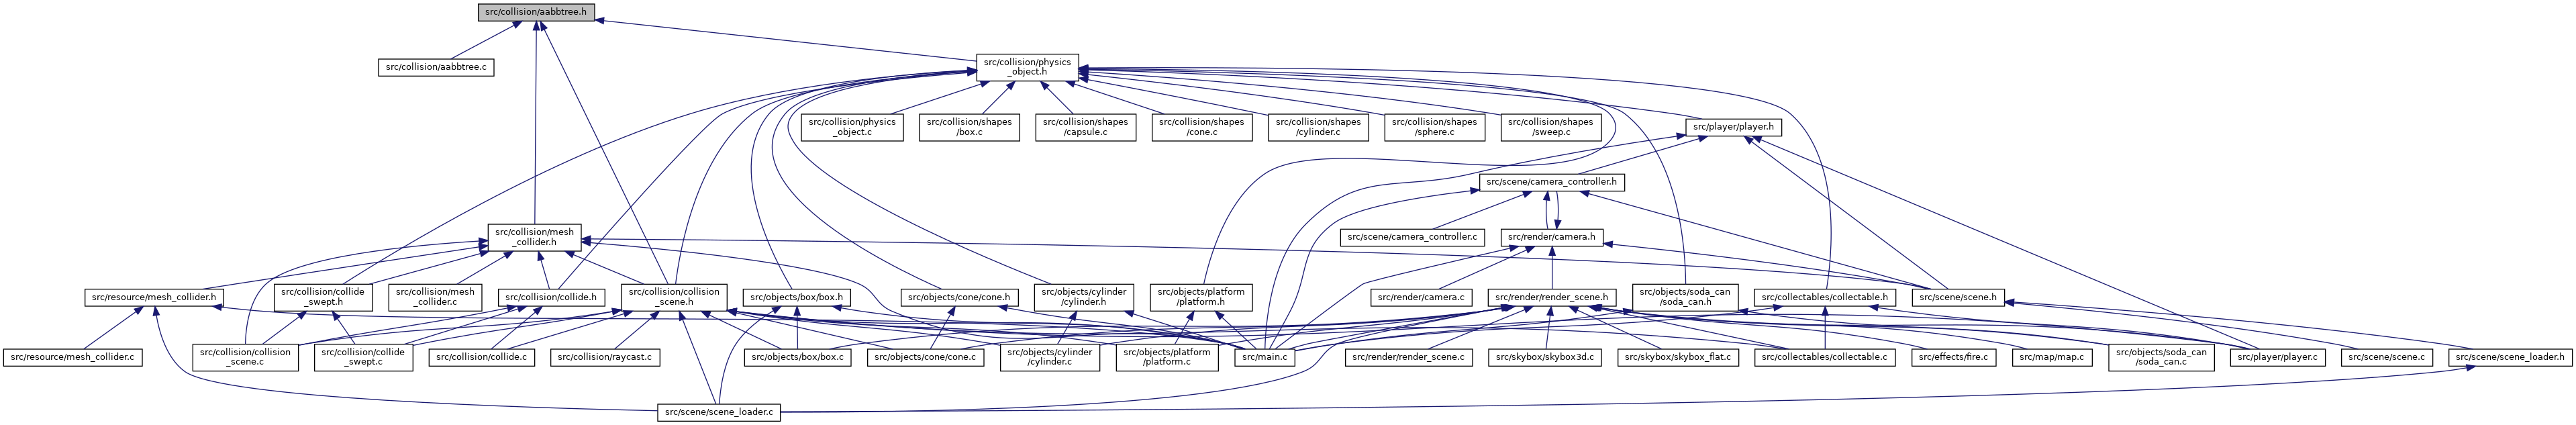 src/collision/aabbtree.h
src/collision/aabbtree.c
src/collision/physics
_object.h
src/collision/physics
_object.c
src/collision/shapes
/box.c
src/collision/shapes
/capsule.c
src/collision/shapes
/cone.c
src/collision/shapes
/cylinder.c
src/collision/shapes
/sphere.c
src/collision/shapes
/sweep.c
src/player/player.h
src/scene/camera_controller.h
src/collision/mesh
_collider.h
src/scene/camera_controller.c
src/render/camera.h
src/resource/mesh_collider.h
src/collision/collide
_swept.h
src/collision/mesh
_collider.c
src/collision/collide.h
src/collision/collision
_scene.h
src/objects/box/box.h
src/objects/cone/cone.h
src/objects/cylinder
/cylinder.h
src/objects/platform
/platform.h
src/render/camera.c
src/render/render_scene.h
src/objects/soda_can
/soda_can.h
src/collectables/collectable.h
src/scene/scene.h
src/resource/mesh_collider.c
src/collision/collision
_scene.c
src/collision/collide
_swept.c
src/collision/collide.c
src/collision/raycast.c
src/objects/box/box.c
src/objects/cone/cone.c
src/objects/cylinder
/cylinder.c
src/objects/platform
/platform.c
src/main.c
src/render/render_scene.c
src/skybox/skybox3d.c
src/skybox/skybox_flat.c
src/collectables/collectable.c
src/effects/fire.c
src/map/map.c
src/objects/soda_can
/soda_can.c
src/player/player.c
src/scene/scene.c
src/scene/scene_loader.h
src/scene/scene_loader.c